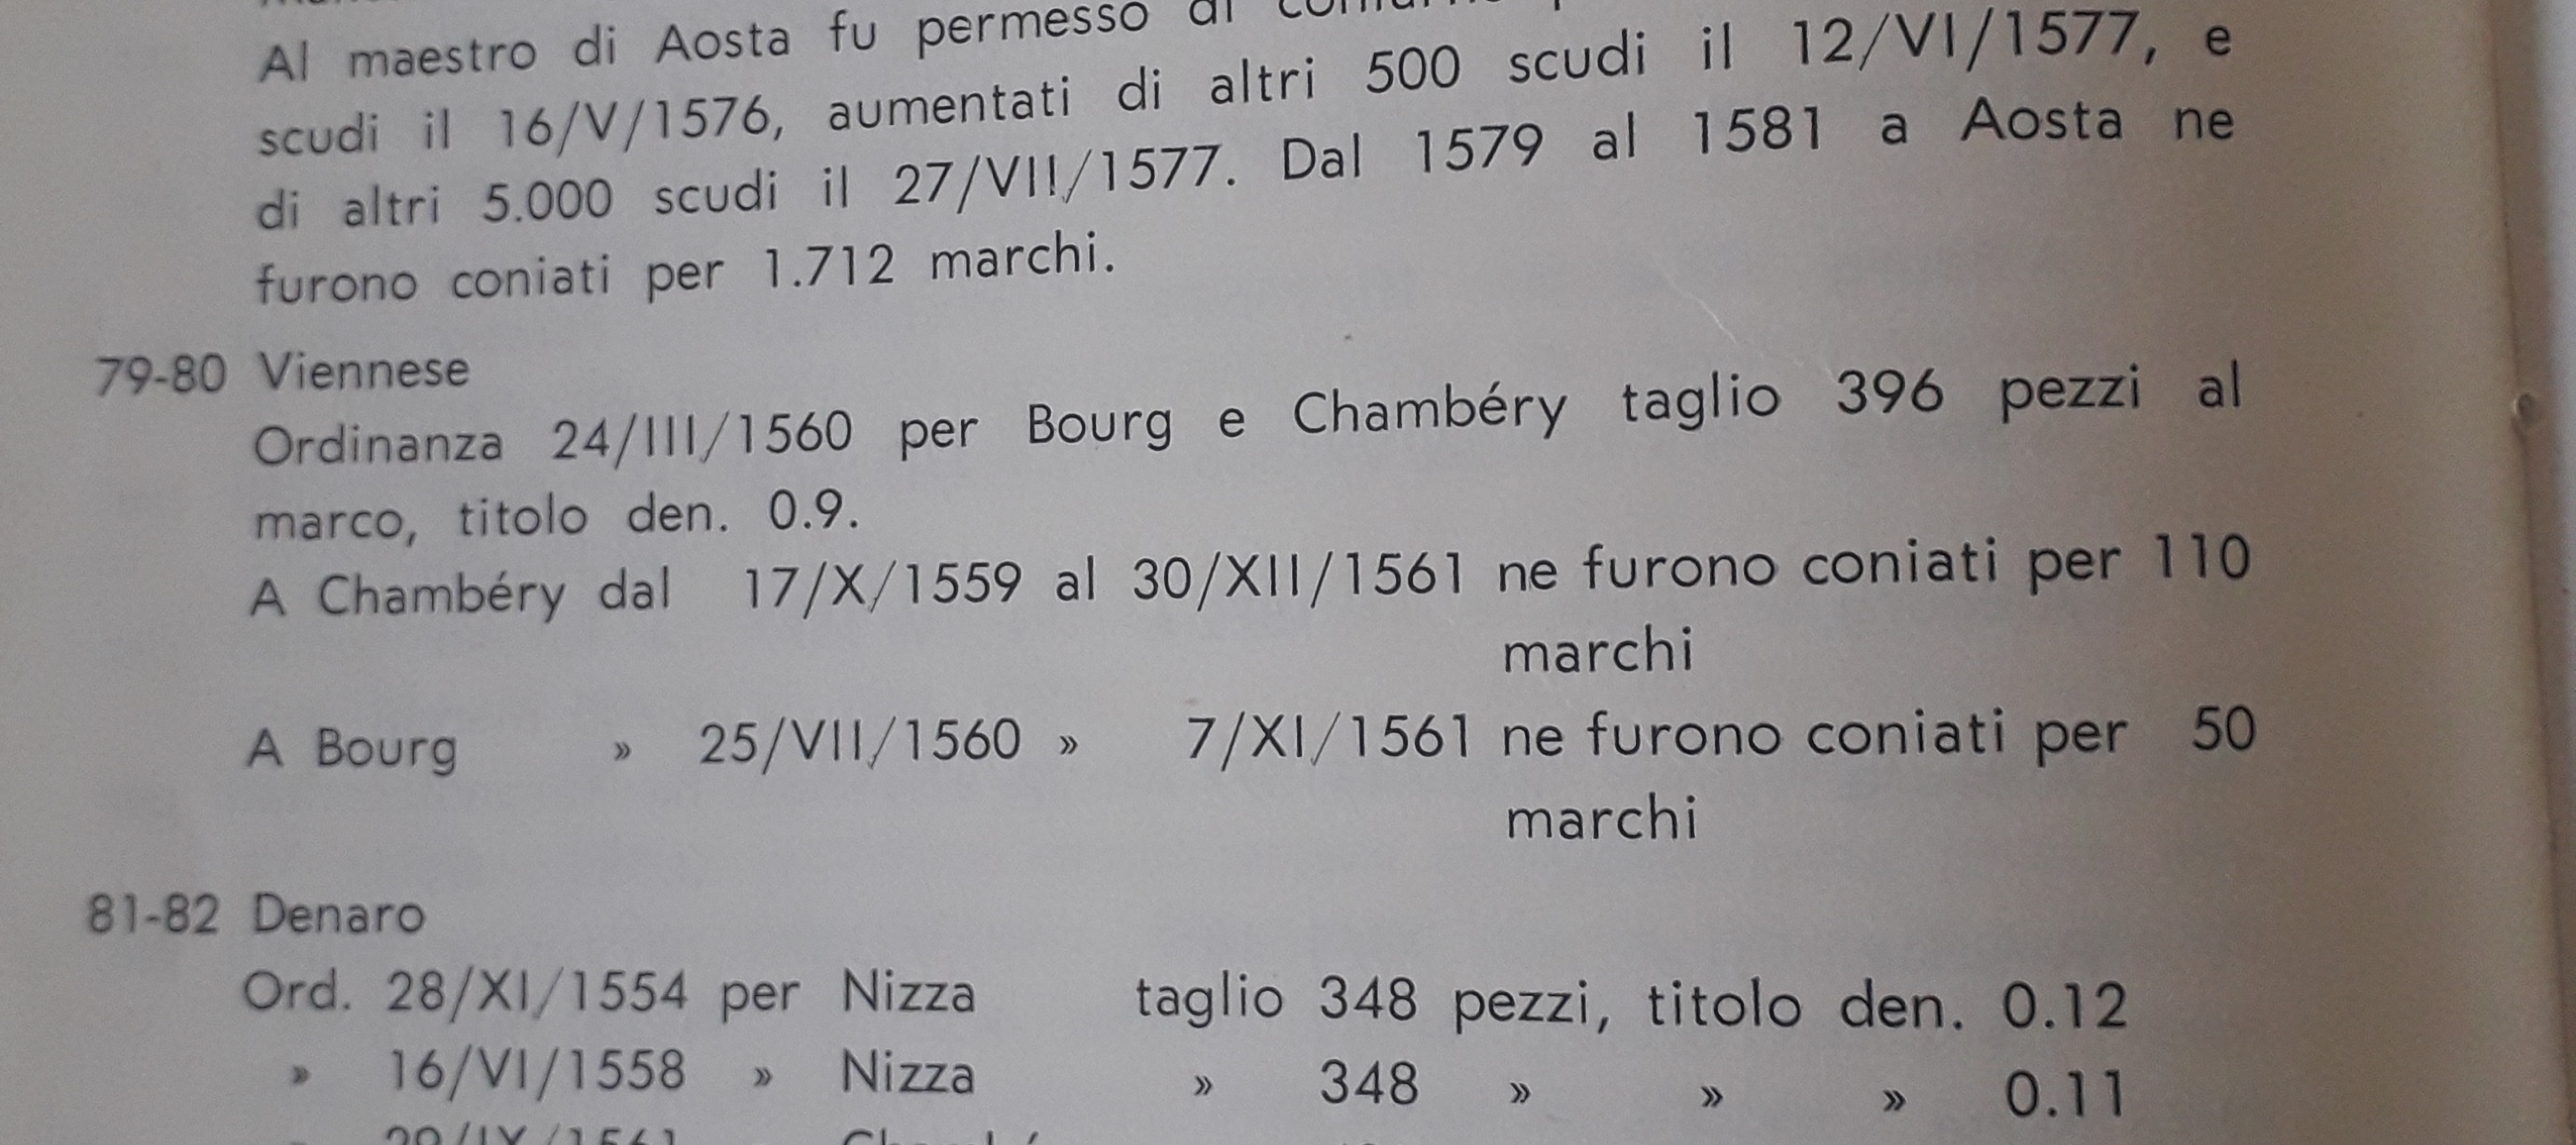 Al maestro di Aosta fu permesso di
scudi il 16/V/1576, aumentati di altri 500 scudi il 12/VI/1577, e
di altri 5.000 scudi il 27/VII/1577. Dal 1579 al 1581 a Aosta ne
furono coniati per 1.712 marchi.
79-80 Viennese
Ordinanza 24/III/1560 per Bourg e Chambéry taglio 396 pezzi al
marco, titolo den. 0.9.
A Chambéry dal 17/X/1559 al 30/XII/1561 ne furono coniati per 110
marchi
A Bourg » 25/VII/1560 » 7/XI/1561 ne furono coniati per 50
marchi
81-82 Denaro
Ord. 28/XI/1554 per Nizza taglio 348 pezzi, titolo den. 0.12
» 16/VI/1558 » Nizza » 348 » » » 0.11